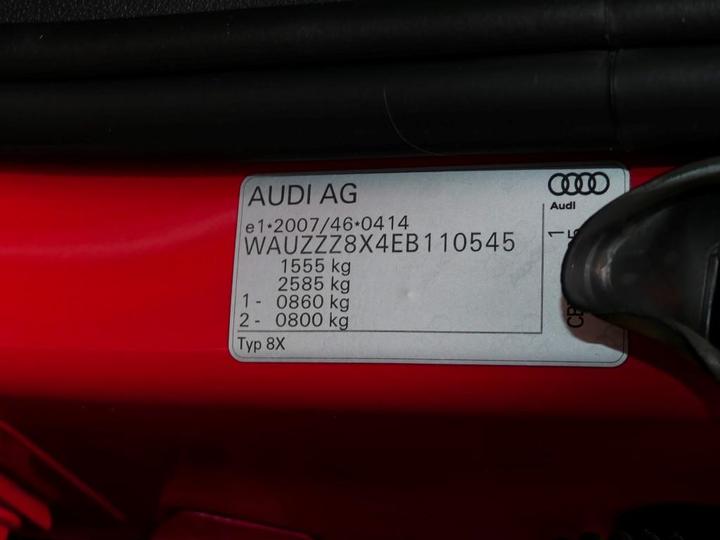 AUDI AG
Audi
e1*2007/46*0414
WAUZZZ8X4EB110545
1555 kg
2585 kg
1 - 0860 kg
2 - 0800 kg
Typ 8X
1